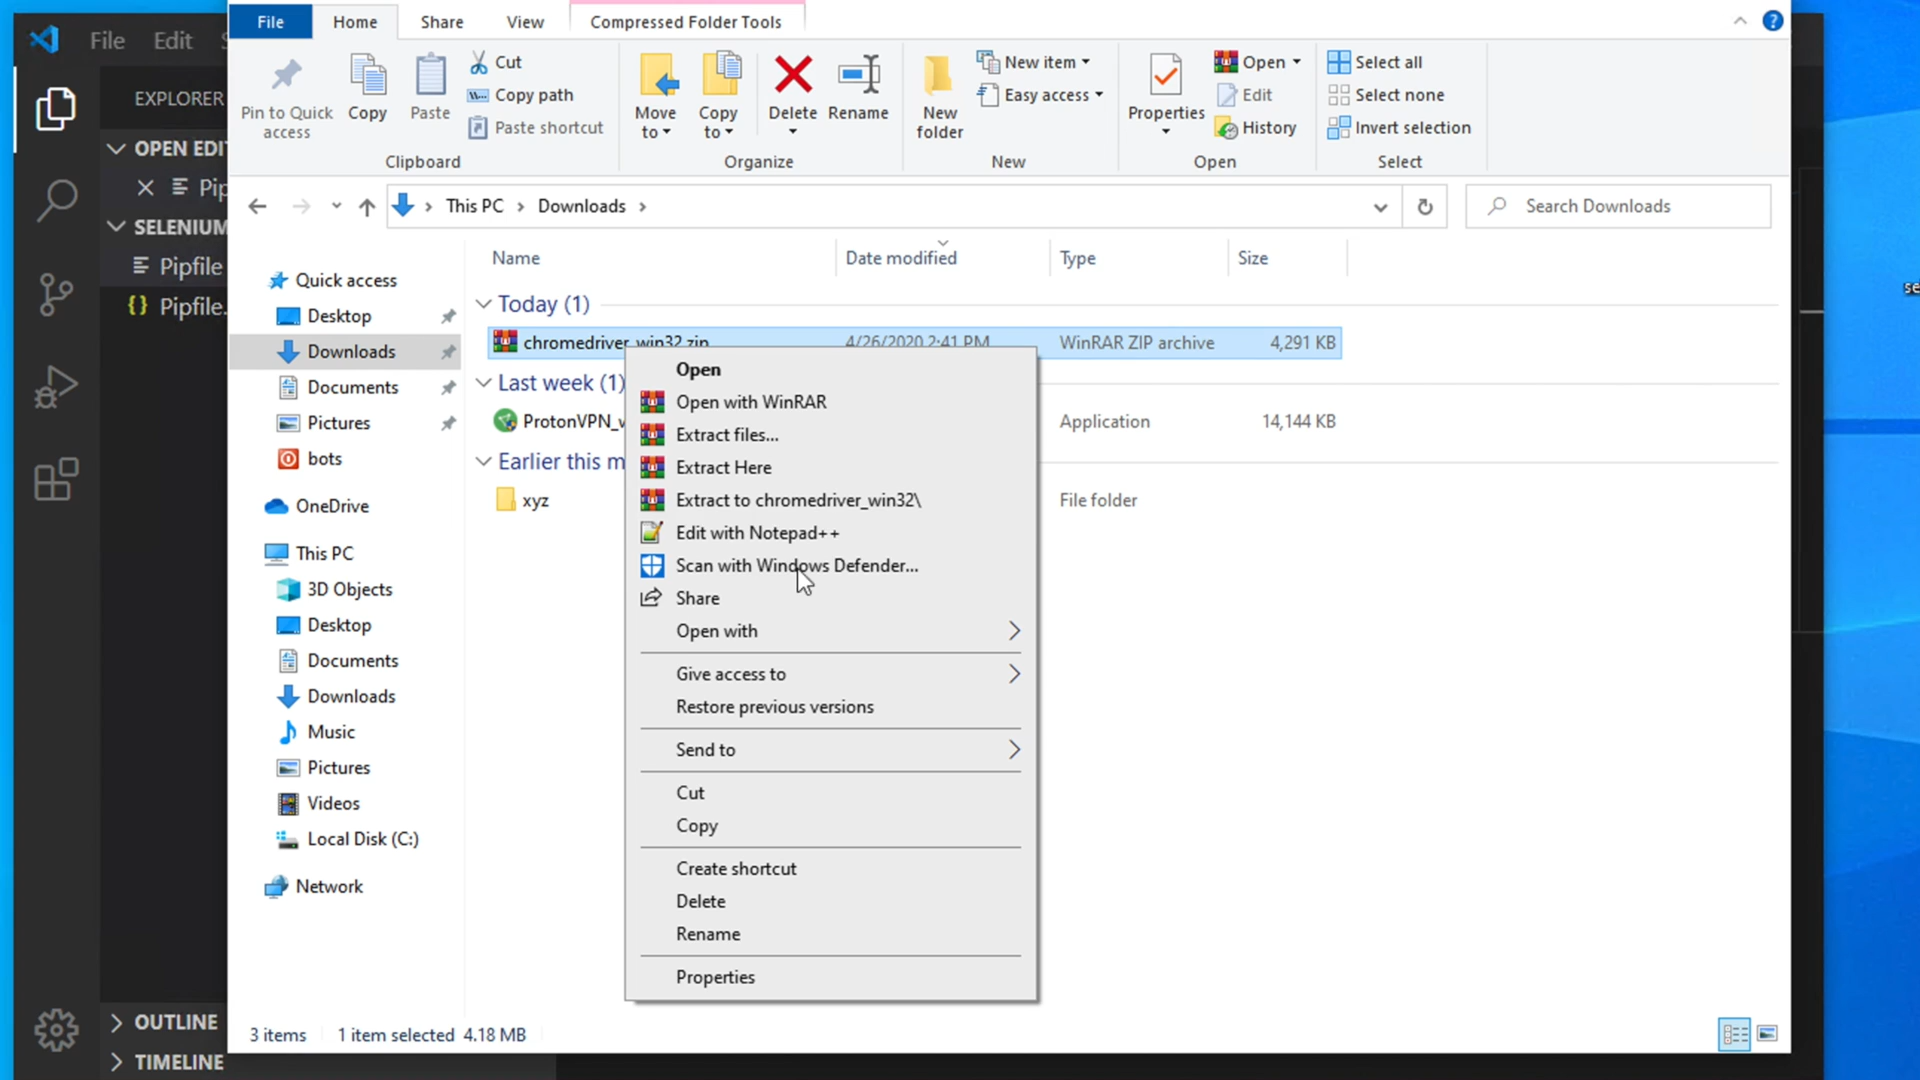 File
Edit
EXPLORER
OPEN EDI
Pip
SELENIUM
Pipfile
{} Pipfile.
OUTLINE
TIMELINE
File Home Share View Compressed Folder Tools
Pin to Quick access
Copy
Paste
Cut
Copy path
Paste shortcut
Clipboard
Move to
Copy to
Delete
Rename
Organize
New folder
New item
Easy access
New
Properties
Open
Edit
History
Open
Select all
Select none
Invert selection
Select
This PC > Downloads >
Search Downloads
Quick access
Desktop
Downloads
Documents
Pictures
bots
OneDrive
This PC
3D Objects
Desktop
Documents
Downloads
Music
Pictures
Videos
Local Disk (C:)
Network
Name Date modified Type Size
Today (1)
chromedriver_win32.zip 4/26/2020 2:41 PM WinRAR ZIP archive 4,291 KB
Last week (1)
ProtonVPN_v Application 14,144 KB
Earlier this m
xyz File folder
Open
Open with WinRAR
Extract files...
Extract Here
Extract to chromedriver_win32\
Edit with Notepad++
Scan with Windows Defender...
Share
Open with
Give access to
Restore previous versions
Send to
Cut
Copy
Create shortcut
Delete
Rename
Properties
3 items 1 item selected 4.18 MB
se